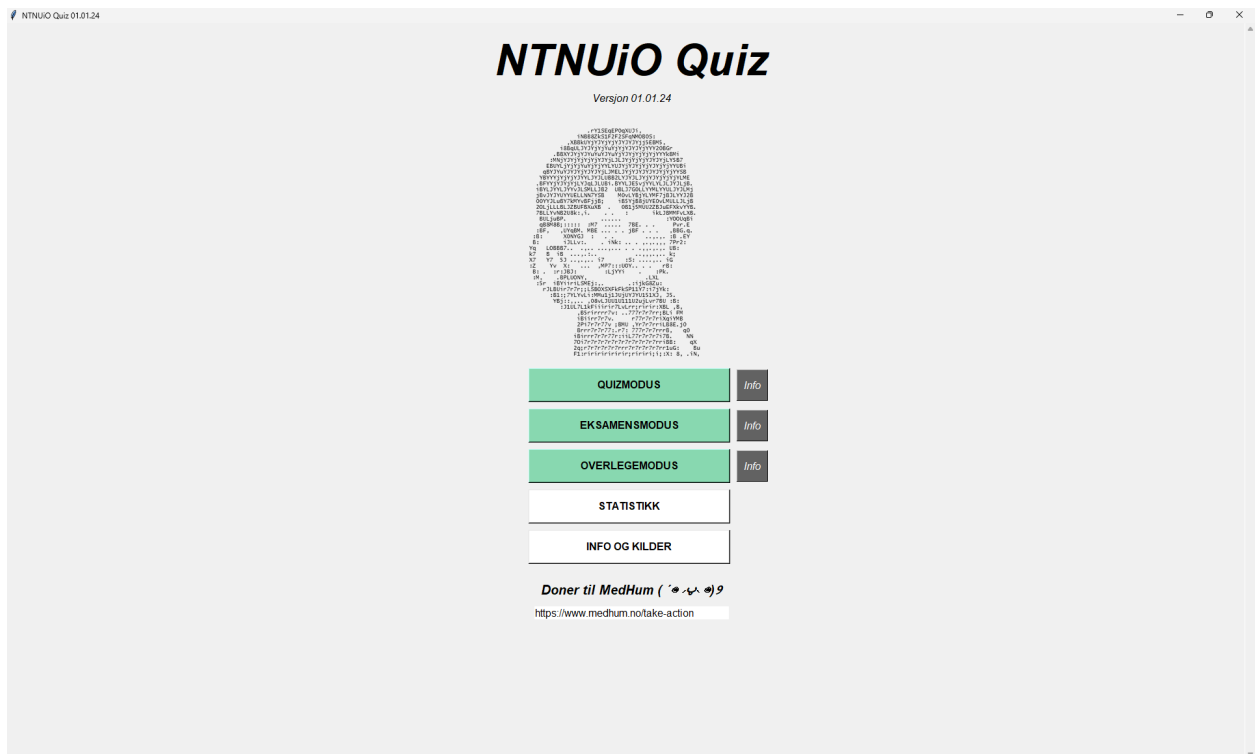 NTNUiO Quiz 01.01.24
NTNUiO Quiz
Versjon 01.01.24
QUIZMODUS Info
EKSAMENSMODUS Info
OVERLEGEMODUS Info
STATISTIKK
INFO OG KILDER
Doner til MedHum
https://www.medhum.no/take-action